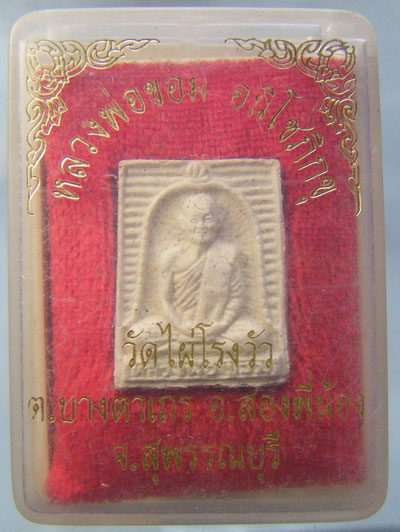 หลวงพ่อขอม อนิโชภิกขุ
วัดไผ่โรงวัว
ต.บางตาเถร อ.สองพี่น้อง
จ.สุพรรณบุรี